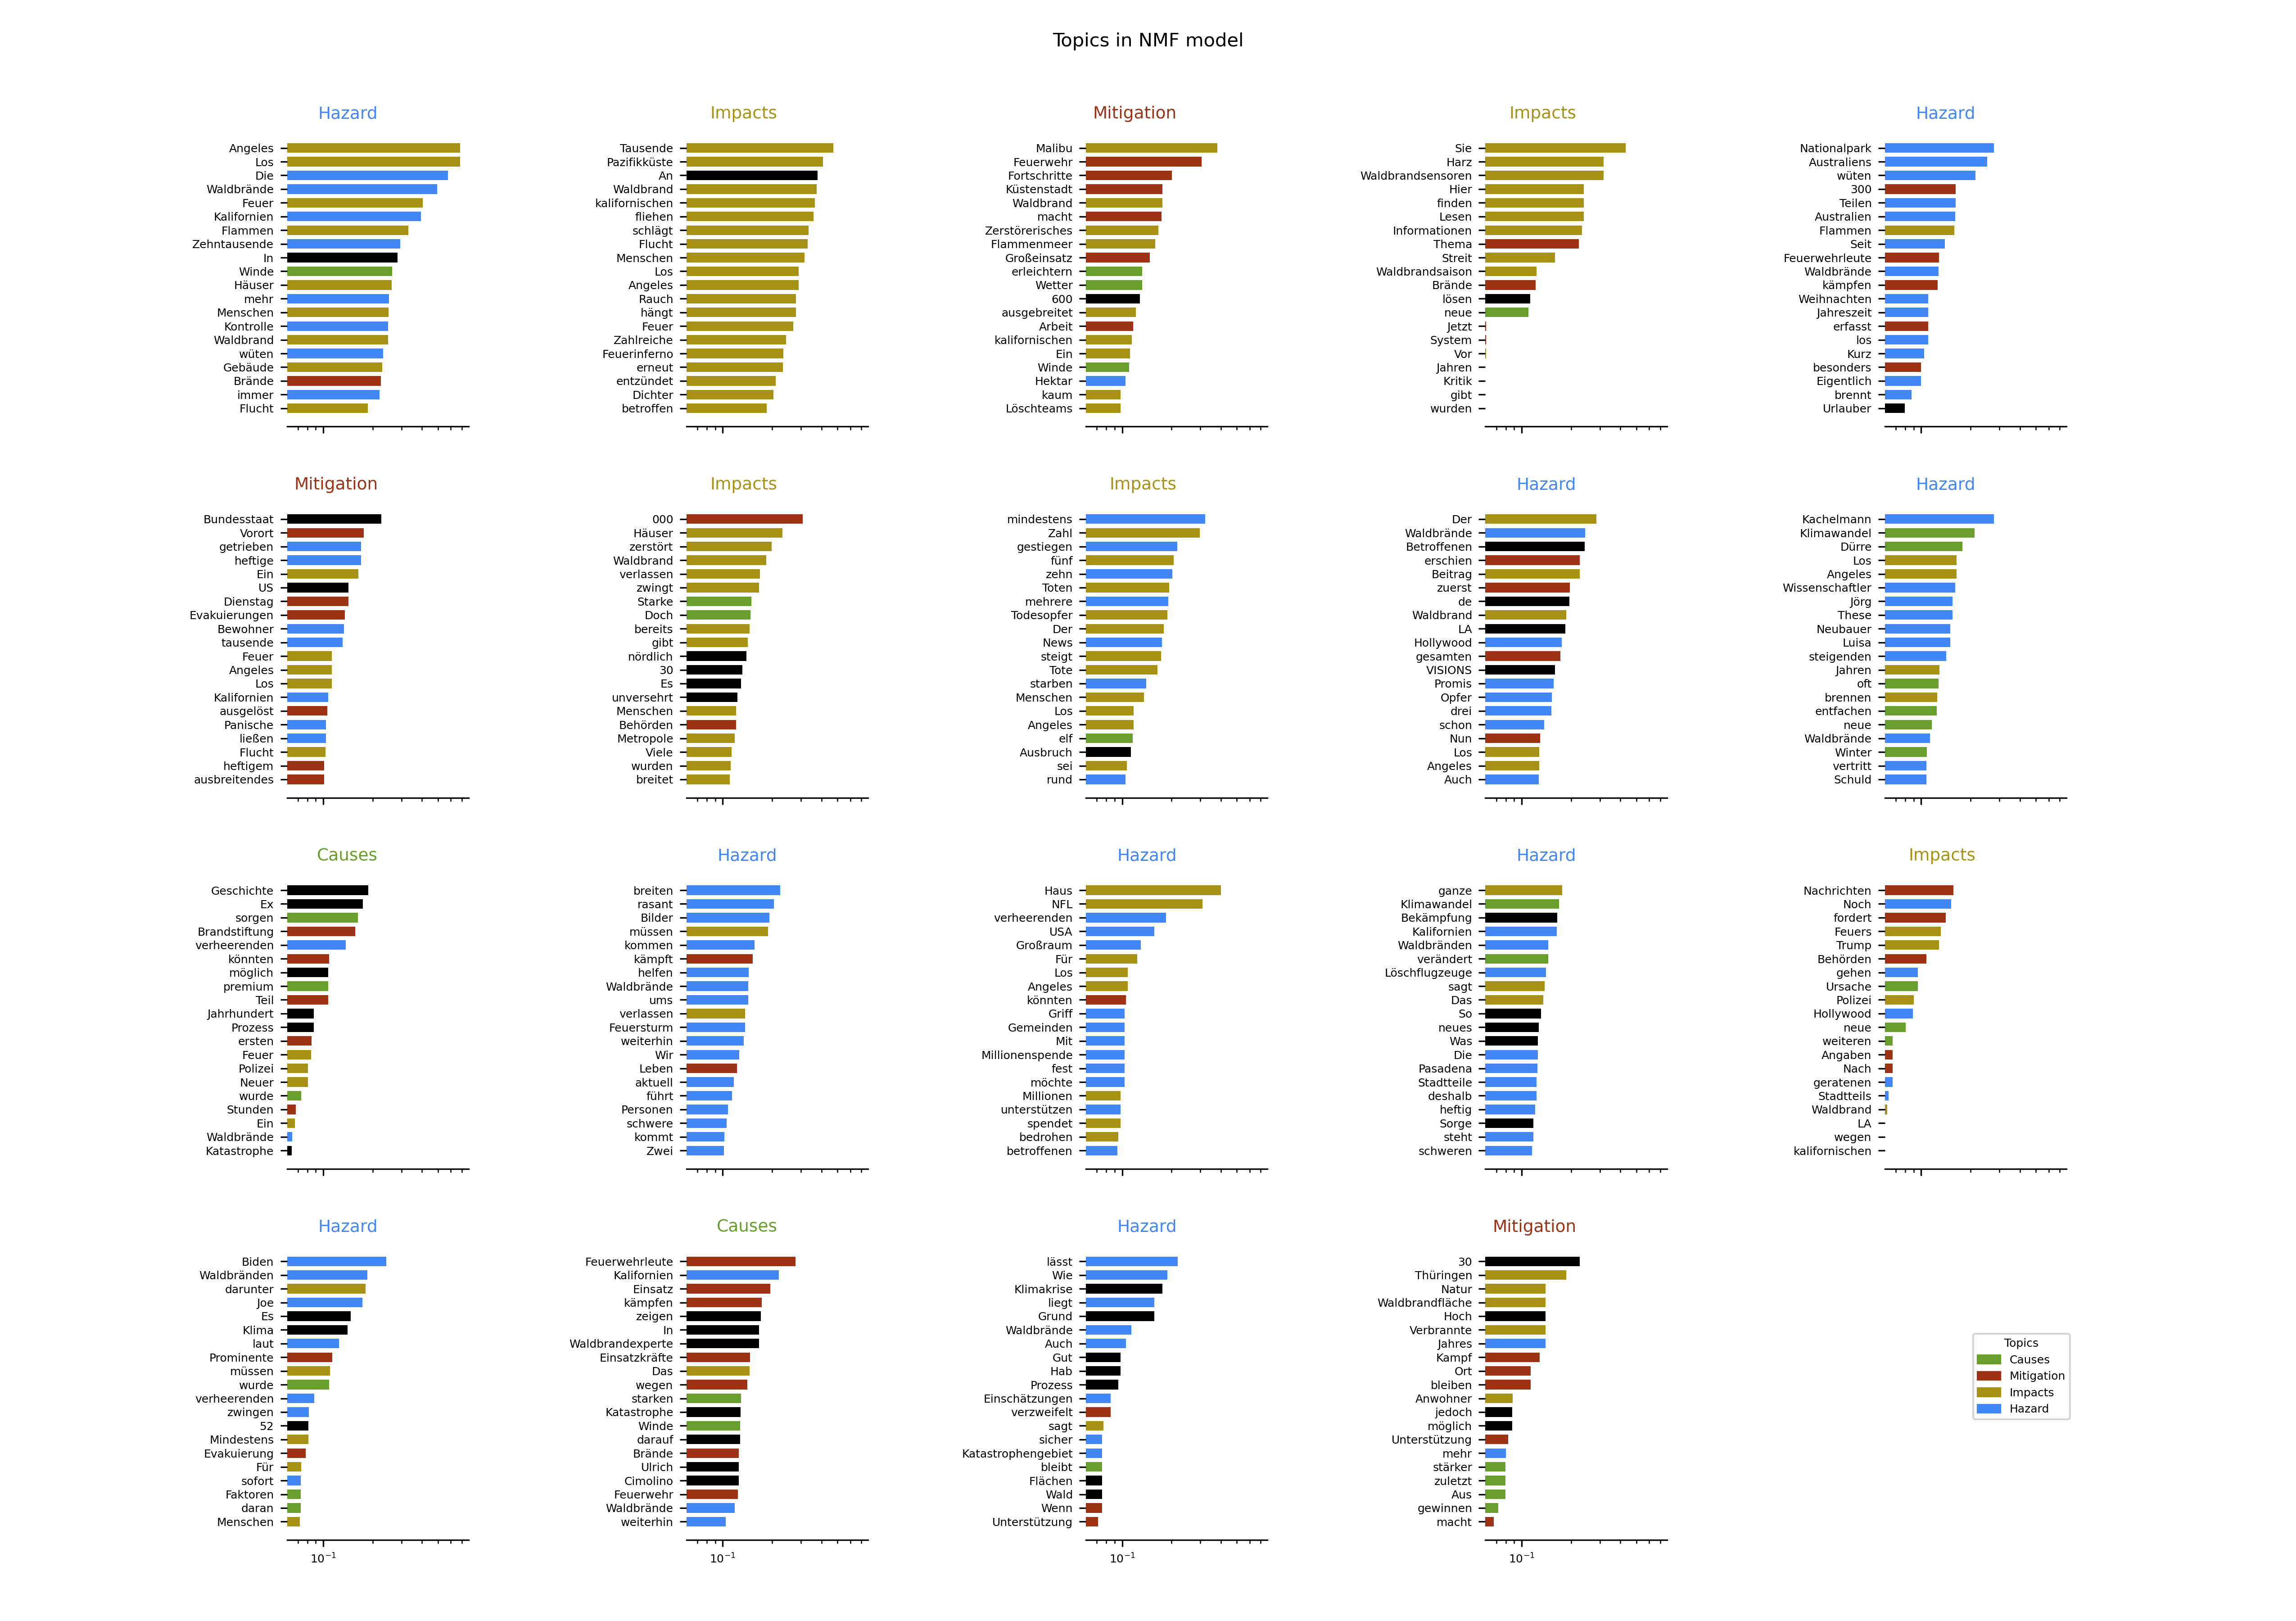 Topics in NMF model
Hazard
Angeles
Los
Die
Waldbrände
Feuer
Kalifornien
Flammen
Zehntausende
In
Winde
Häuser
mehr
Menschen
Kontrolle
Waldbrand
wüten
Gebäude
Brände
immer
Flucht
Impacts
Tausende
Pazifikküste
An
Waldbrand
kalifornischen
fliehen
schlägt
Flucht
Menschen
Los
Angeles
Rauch
hängt
Feuer
Zahlreiche
Feuerinferno
erneut
entzündet
Dichter
betroffen
Mitigation
Malibu
Feuerwehr
Fortschritte
Küstenstadt
Waldbrand
macht
Zerstörerisches
Flammenmeer
Großeinsatz
erleichtern
Wetter
600
ausgebreitet
Arbeit
kalifornischen
Ein
Winde
Hektar
kaum
Löschteams
Impacts
Sie
Harz
Waldbrandsensoren
Hier
finden
Lesen
Informationen
Thema
Streit
Waldbrandsaison
Brände
lösen
neue
Jetzt
System
Vor
Jahren
Kritik
gibt
wurden
Hazard
Nationalpark
Australiens
wüten
300
Teilen
Australien
Flammen
Seit
Feuerwehrleute
Waldbrände
kämpfen
Weihnachten
Jahreszeit
erfasst
los
Kurz
besonders
Eigentlich
brennt
Urlauber
Mitigation
Bundesstaat
Vorort
getrieben
heftige
Ein
US
Dienstag
Evakuierungen
Bewohner
tausende
Feuer
Angeles
Los
Kalifornien
ausgelöst
Panische
ließen
Flucht
heftigem
ausbreitendes
Impacts
000
Häuser
zerstört
Waldbrand
verlassen
zwingt
Starke
Doch
bereits
gibt
nördlich
30
Es
unversehrt
Menschen
Behörden
Metropole
Viele
wurden
breitet
Impacts
mindestens
Zahl
gestiegen
fünf
zehn
Toten
mehrere
Todesopfer
Der
News
steigt
Tote
starben
Menschen
Los
Angeles
elf
Ausbruch
sei
rund
Hazard
Der
Waldbrände
Betroffenen
erschien
Beitrag
zuerst
de
Waldbrand
LA
Hollywood
gesamten
VISIONS
Promis
Opfer
drei
schon
Nun
Los
Angeles
Auch
Hazard
Kachelmann
Klimawandel
Dürre
Los
Angeles
Wissenschaftler
Jörg
These
Neubauer
Luisa
steigenden
Jahren
oft
brennen
entfachen
neue
Waldbrände
Winter
vertritt
Schuld
Causes
Geschichte
Ex
sorgen
Brandstiftung
verheerenden
könnten
möglich
premium
Teil
Jahrhundert
Prozess
ersten
Feuer
Polizei
Neuer
wurde
Stunden
Ein
Waldbrände
Katastrophe
Hazard
breiten
rasant
Bilder
müssen
kommen
kämpft
helfen
Waldbrände
ums
verlassen
Feuersturm
weiterhin
Wir
Leben
aktuell
führt
Personen
schwere
kommt
Zwei
Hazard
Haus
NFL
verheerenden
USA
Großraum
Für
Los
Angeles
könnten
Griff
Gemeinden
Mit
Millionenspende
fest
möchte
Millionen
unterstützen
spendet
bedrohen
betroffenen
Hazard
ganze
Klimawandel
Bekämpfung
Kalifornien
Waldbränden
verändert
Löschflugzeuge
sagt
Das
So
neues
Was
Die
Pasadena
Stadtteile
deshalb
heftig
Sorge
steht
schweren
Impacts
Nachrichten
Noch
fordert
Feuers
Trump
Behörden
gehen
Ursache
Polizei
Hollywood
neue
weiteren
Angaben
Nach
geratenen
Stadtteils
Waldbrand
LA
wegen
kalifornischen
Hazard
Biden
Waldbränden
darunter
Joe
Es
Klima
laut
Prominente
müssen
wurde
verheerenden
zwingen
52
Mindestens
Evakuierung
Für
sofort
Faktoren
daran
Menschen
10⁻¹
Causes
Feuerwehrleute
Kalifornien
Einsatz
kämpfen
zeigen
In
Waldbrandexperte
Einsatzkräfte
Das
wegen
starken
Katastrophe
Winde
darauf
Brände
Ulrich
Cimolino
Feuerwehr
Waldbrände
weiterhin
10⁻¹
Hazard
lässt
Wie
Klimakrise
liegt
Grund
Waldbrände
Auch
Gut
Hab
Prozess
Einschätzungen
verzweifelt
sagt
sicher
Katastrophengebiet
bleibt
Flächen
Wald
Wenn
Unterstützung
10⁻¹
Mitigation
30
Thüringen
Natur
Waldbrandfläche
Hoch
Verbrannte
Jahres
Kampf
Ort
bleiben
Anwohner
jedoch
möglich
Unterstützung
mehr
stärker
zuletzt
Aus
gewinnen
macht
10⁻¹
Topics
Causes
Mitigation
Impacts
Hazard